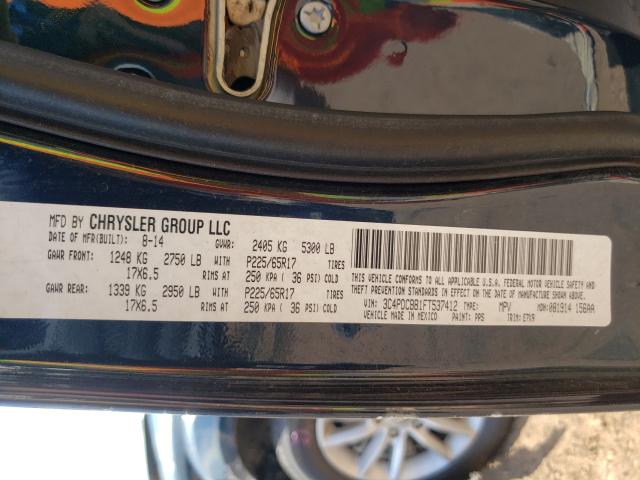 MFD BY CHRYSLER GROUP LLC
DATE OF MFR(BUILT): 8-14 GVWR: 2405 KG 5300 LB
GAWR FRONT: 1248 KG 2750 LB WITH P225/65R17 TIRES
17X6.5 RIMS AT 250 KPA ( 36 PSI) COLD
GAWR REAR: 1339 KG 2950 LB WITH P225/65R17 TIRES
17X6.5 RIMS AT 250 KPA ( 36 PSI) COLD
THIS VEHICLE CONFORMS TO ALL APPLICABLE U.S.A. FEDERAL MOTOR VEHICLE SAFETY AND
THEFT PREVENTION STANDARDS IN EFFECT ON THE DATE OF MANUFACTURE SHOWN ABOVE.
VIN: 3C4PDCBB1FT537412 TYPE: MPV MDH: 081914 156AA
VEHICLE MADE IN MEXICO PAINT: PPS TRIM: E7X9